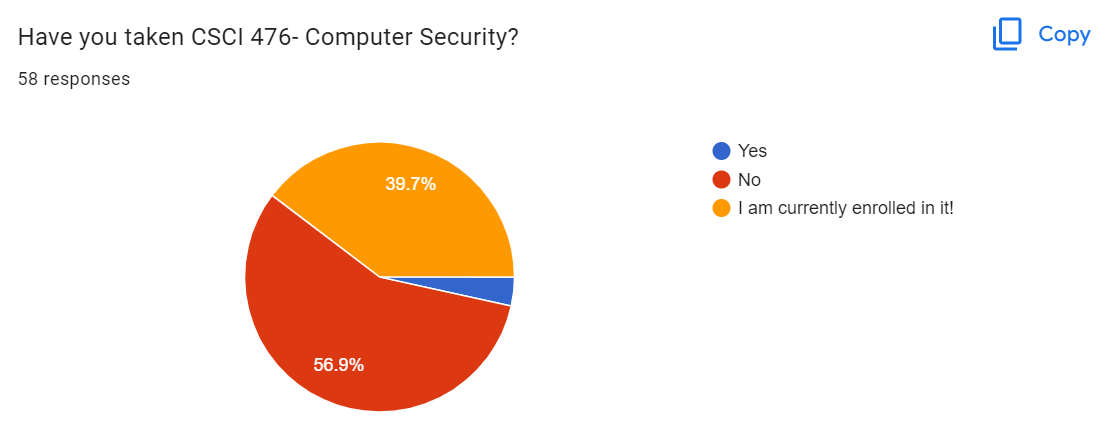 Have you taken CSCI 476- Computer Security?
Copy
58 responses
39.7%
56.9%
Yes
No
I am currently enrolled in it!